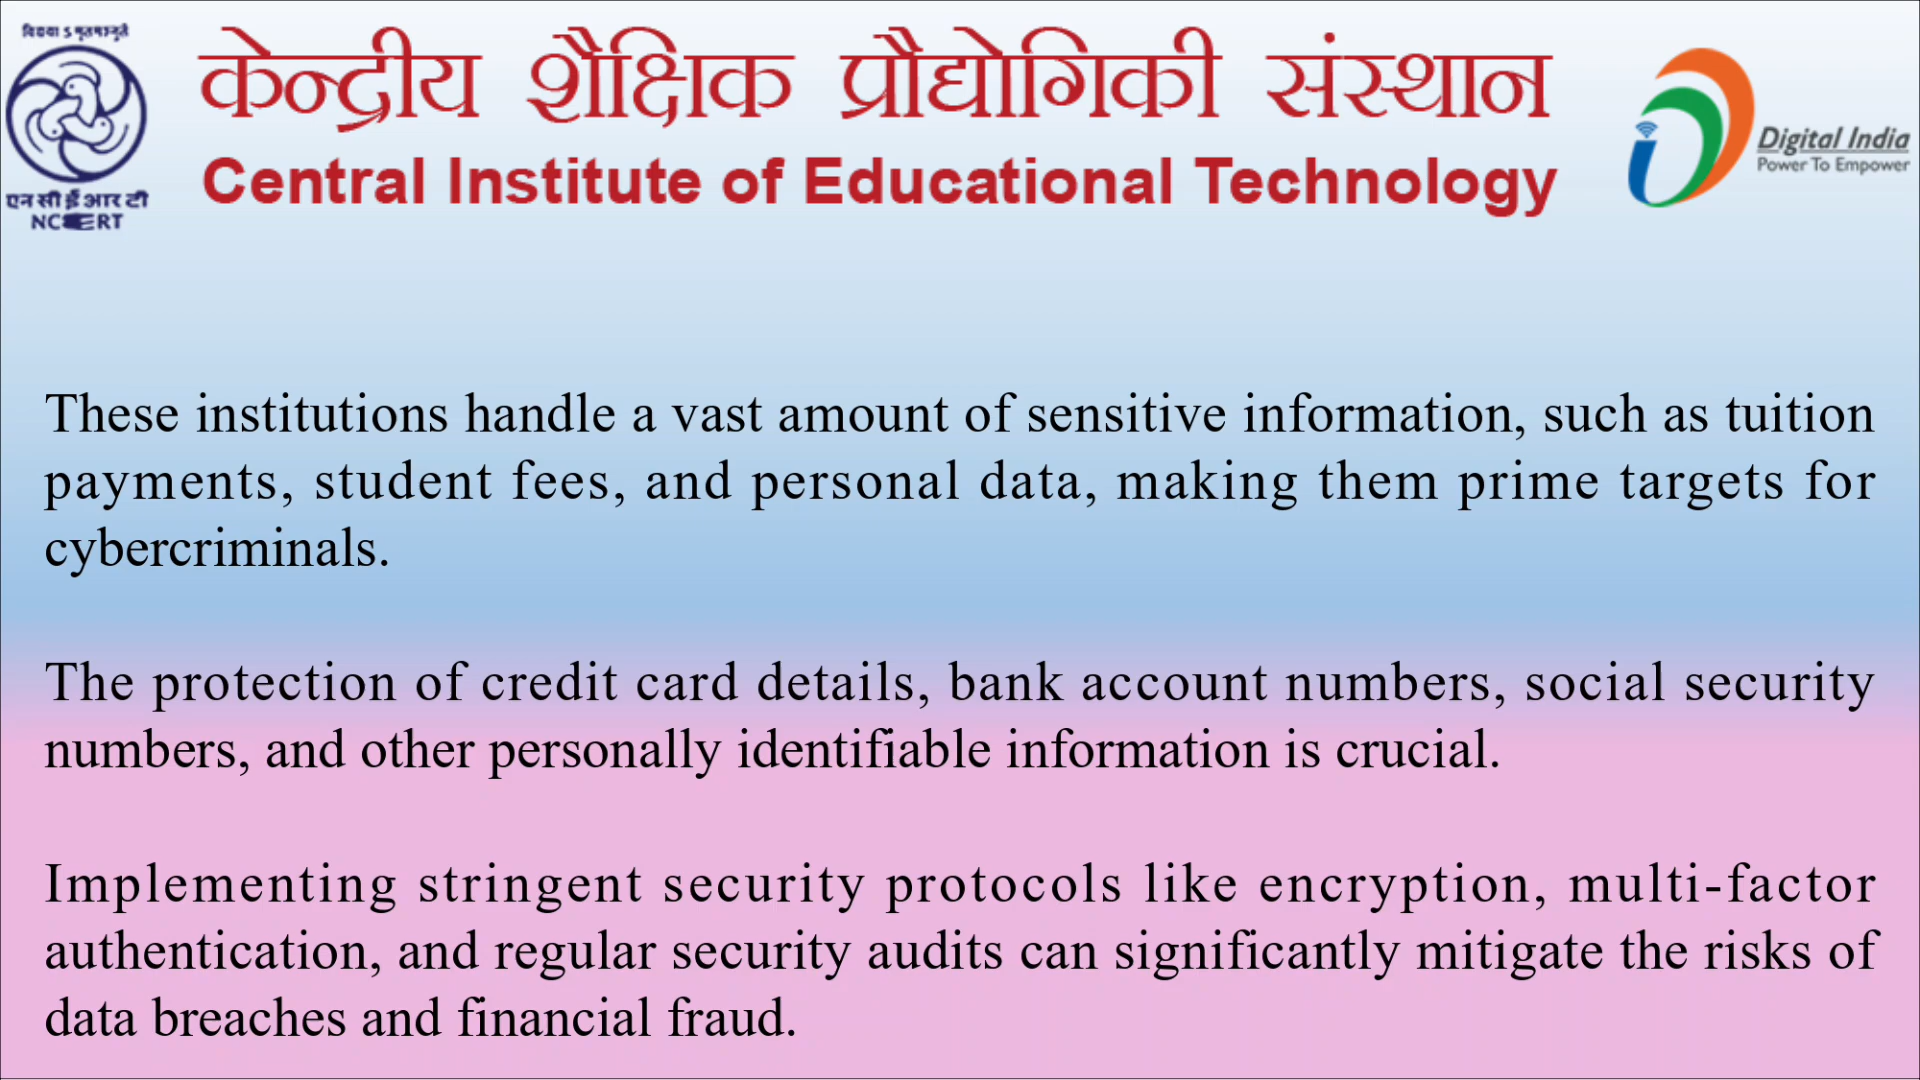 विद्यया ऽ मृतमश्नुते
एन सी ई आर टी
NCERT
केन्द्रीय शैक्षिक प्रौद्योगिकी संस्थान
Central Institute of Educational Technology
Digital India
Power To Empower
These institutions handle a vast amount of sensitive information, such as tuition
payments, student fees, and personal data, making them prime targets for
cybercriminals.
The protection of credit card details, bank account numbers, social security
numbers, and other personally identifiable information is crucial.
Implementing stringent security protocols like encryption, multi-factor
authentication, and regular security audits can significantly mitigate the risks of
data breaches and financial fraud.